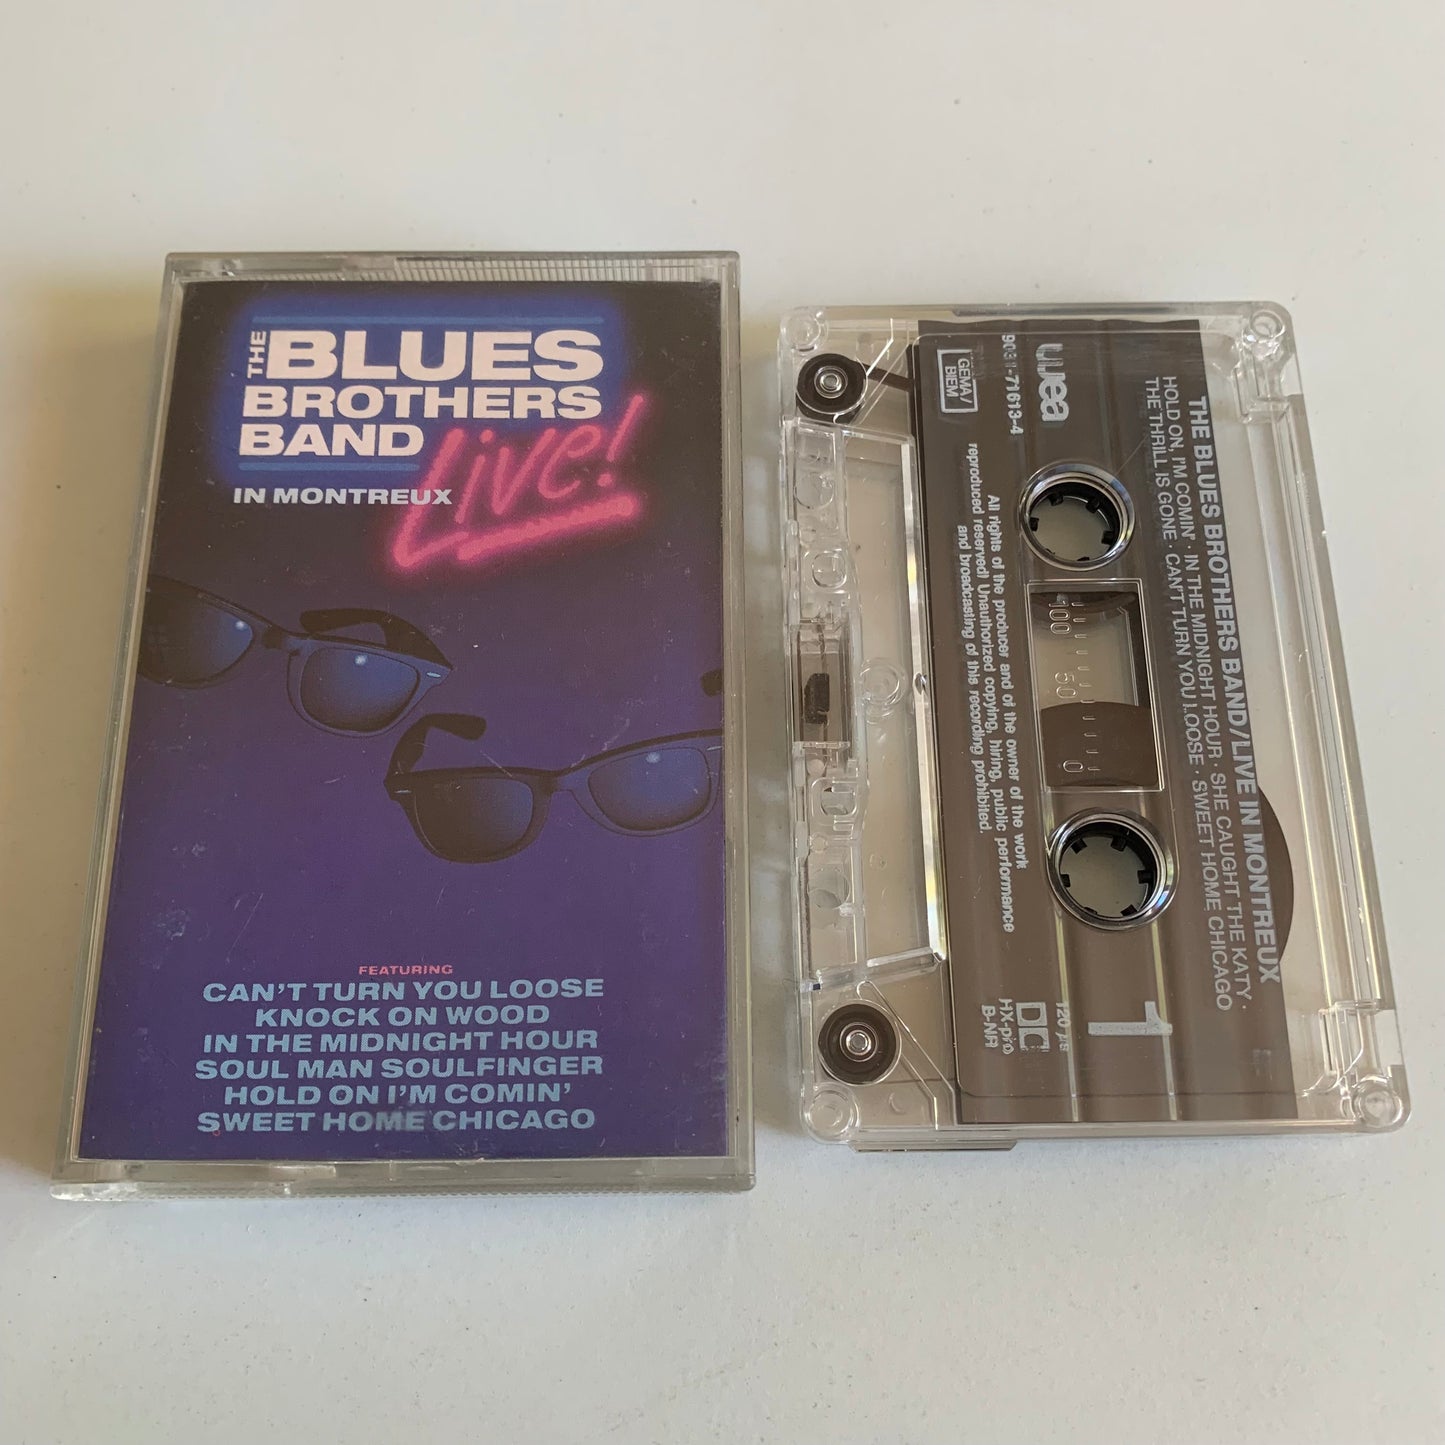 THE
BLUES
BROTHERS
BAND
Live!
IN MONTREUX
FEATURING
CAN'T TURN YOU LOOSE
KNOCK ON WOOD
IN THE MIDNIGHT HOUR
SOUL MAN SOULFINGER
HOLD ON I'M COMIN'
SWEET HOME CHICAGO
THE BLUES BROTHERS BAND/LIVE IN MONTREUX
HOLD ON, I'M COMIN' · IN THE MIDNIGHT HOUR · SHE CAUGHT THE KATY ·
THE THRILL IS GONE · CAN'T TURN YOU LOOSE · SWEET HOME CHICAGO
wea
9031-71613-4
GEMA/
BIEM
100 50 0
1
120 µs
HX-pro
B-NR
All rights of the producer and of the owner of the work
reproduced reserved! Unauthorized copying, hiring, public performance
and broadcasting of this recording prohibited.